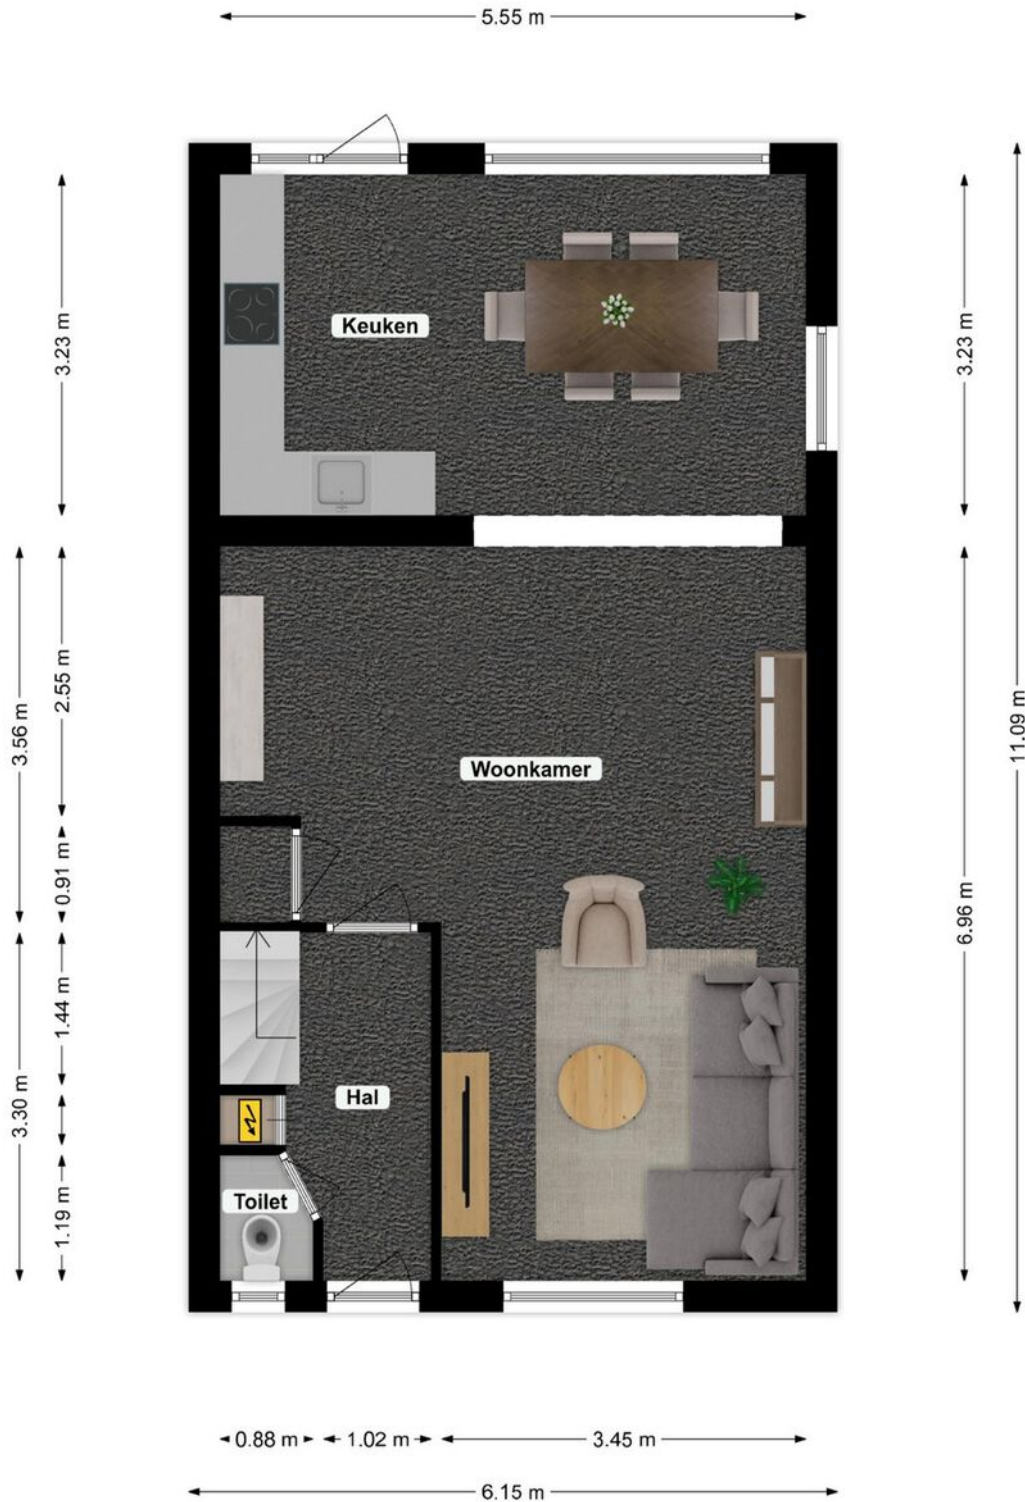 5.55 m
3.23 m
Keuken
3.23 m
3.56 m
2.55 m
Woonkamer
11.09 m
0.91 m
6.96 m
1.44 m
3.30 m
Hal
1.19 m
Toilet
0.88 m
1.02 m
3.45 m
6.15 m